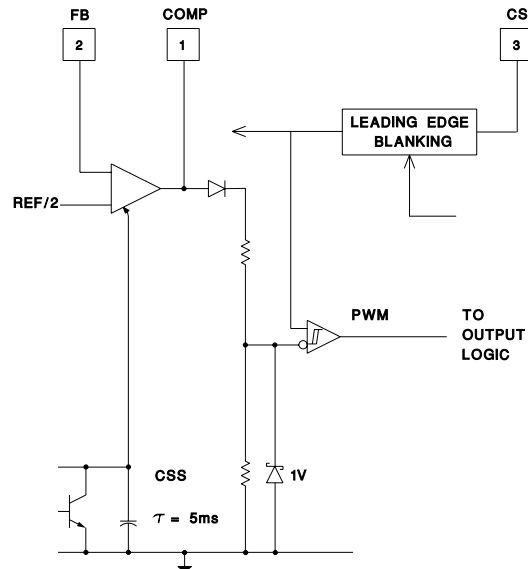 FB
COMP
CS
2
1
3
LEADING EDGE
BLANKING
REF/2
PWM
TO
OUTPUT
LOGIC
CSS
1V
τ = 5ms